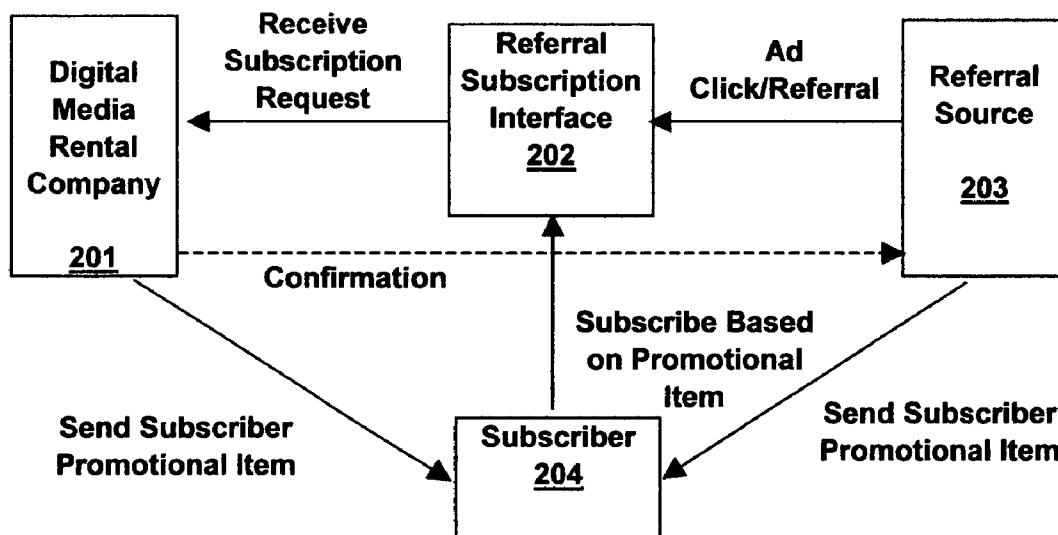 Digital
Media
Rental
Company
201
Receive
Subscription
Request
Referral
Subscription
Interface
202
Ad
Click/Referral
Referral
Source
203
Confirmation
Subscribe Based
on Promotional
Item
Send Subscriber
Promotional Item
Subscriber
204
Send Subscriber
Promotional Item